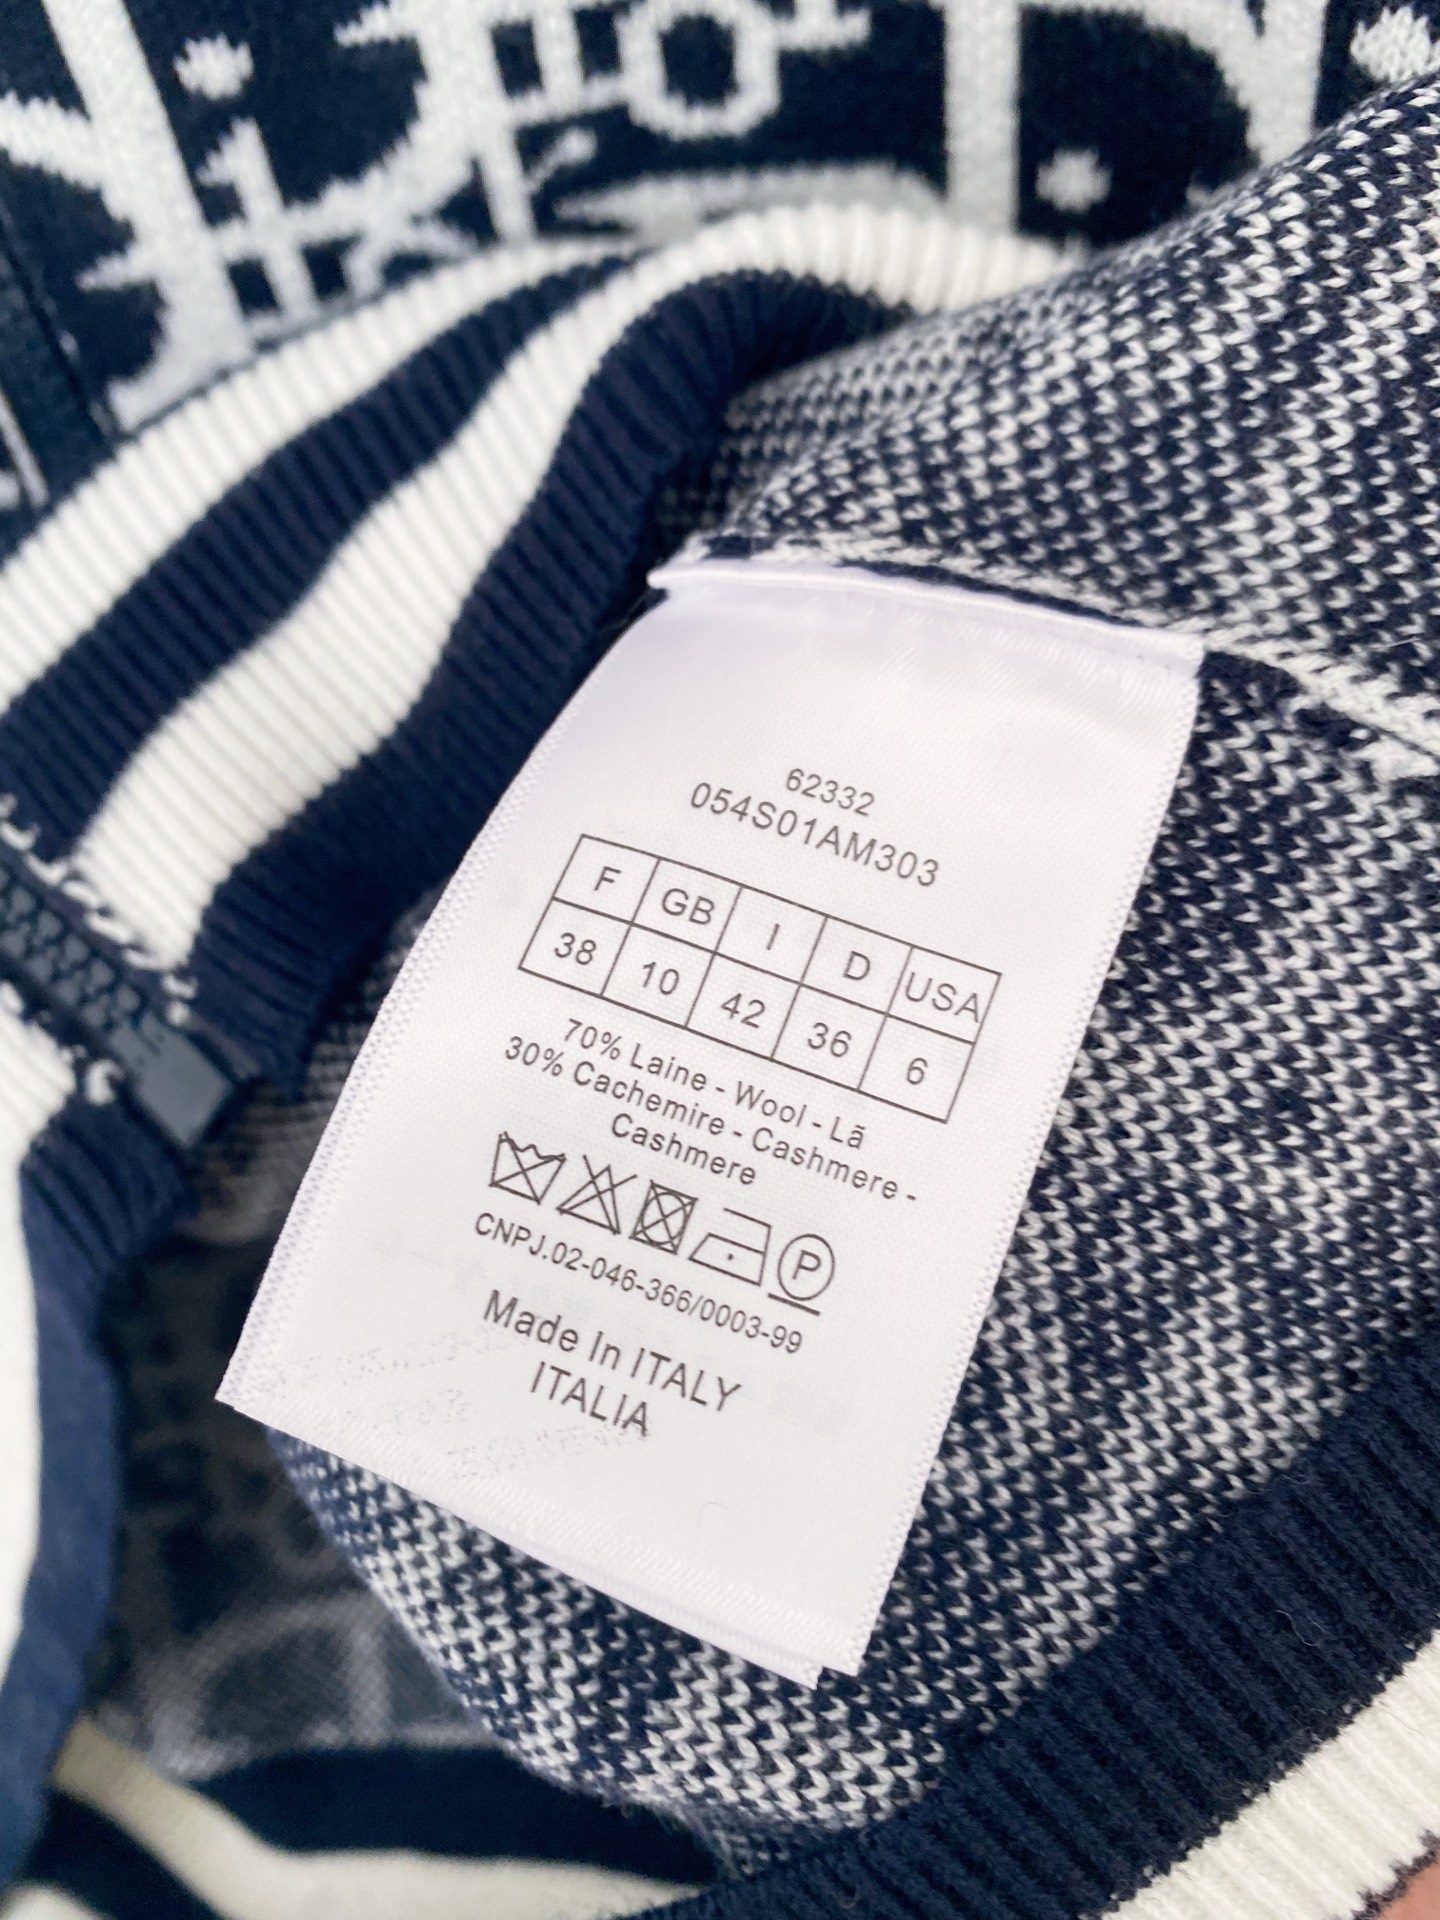 62332
054S01AM303
F GB I D USA
38 10 42 36 6
70% Laine - Wool - Lã
30% Cachemire - Cashmere -
Cashmere
P
CNPJ.02-046-366/0003-99
Made In ITALY
ITALIA